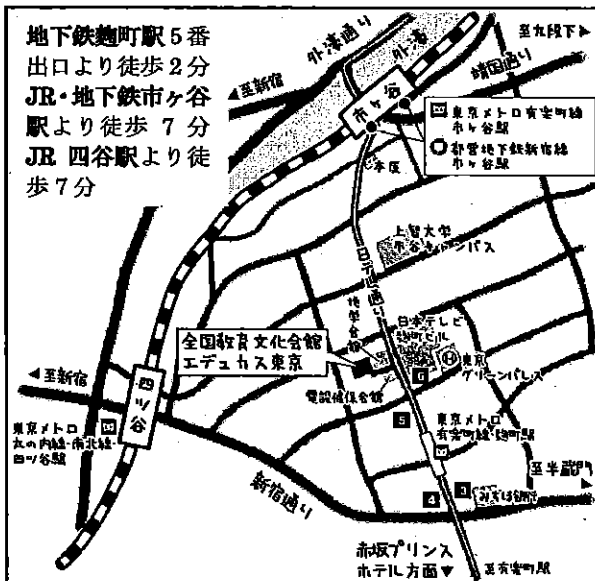 地下鉄麹町駅5番
出口より徒歩2分
JR・地下鉄市ヶ谷
駅より徒歩 7 分
JR 四谷駅より徒
歩7分
外濠通り
外濠
至九段下▶
靖国通り
◀至新宿
市ヶ谷
東京メトロ有楽町線
市ヶ谷駅
都営地下鉄新宿線
市ヶ谷駅
上智大学
市谷キャンパス
日テレ通り
日本テレビ
麹町ビル
全国教育文化会館
エデュカス東京
H 東京
グリーンパレス
6
5
◀至新宿
四ツ谷
東京メトロ
丸の内線・南北線・
四ツ谷駅
東京メトロ
有楽町線・麹町駅
至半蔵門
▶
新宿通り
4
3
みずほ銀行
赤坂プリンス
ホテル方面▼
至有楽町駅